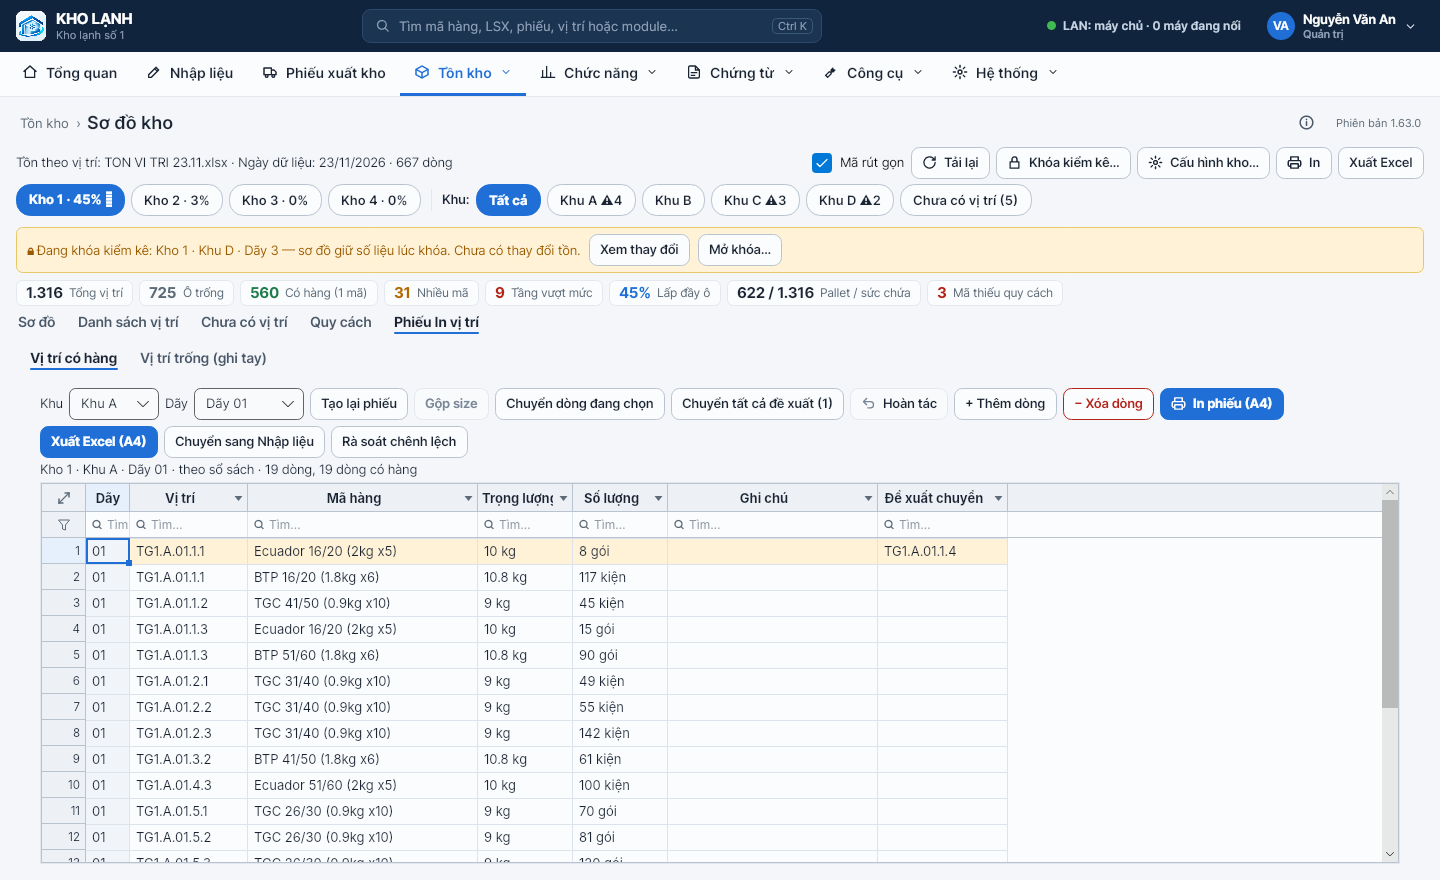 KHO LẠNH
Kho lạnh số 1
Tìm mã hàng, LSX, phiếu, vị trí hoặc module... Ctrl K
LAN: máy chủ · 0 máy đang nối
VA Nguyễn Văn An
Quản trị
Tổng quan Nhập liệu Phiếu xuất kho Tồn kho Chức năng Chứng từ Công cụ Hệ thống
Tồn kho › Sơ đồ kho
Phiên bản 1.63.0
Tồn theo vị trí: TON VI TRI 23.11.xlsx · Ngày dữ liệu: 23/11/2026 · 667 dòng
Mã rút gọn Tải lại Khóa kiểm kê... Cấu hình kho... In Xuất Excel
Kho 1 · 45% Kho 2 · 3% Kho 3 · 0% Kho 4 · 0% Khu: Tất cả Khu A ▲4 Khu B Khu C ▲3 Khu D ▲2 Chưa có vị trí (5)
Đang khóa kiểm kê: Kho 1 · Khu D · Dãy 3 — sơ đồ giữ số liệu lúc khóa. Chưa có thay đổi tồn. Xem thay đổi Mở khóa...
1.316 Tổng vị trí 725 Ô trống 560 Có hàng (1 mã) 31 Nhiều mã 9 Tầng vượt mức 45% Lấp đầy ô 622 / 1.316 Pallet / sức chứa 3 Mã thiếu quy cách
Sơ đồ Danh sách vị trí Chưa có vị trí Quy cách Phiếu In vị trí
Vị trí có hàng Vị trí trống (ghi tay)
Khu Khu A Dãy Dãy 01 Tạo lại phiếu Gộp size Chuyển dòng đang chọn Chuyển tất cả đề xuất (1) Hoàn tác + Thêm dòng − Xóa dòng In phiếu (A4)
Xuất Excel (A4) Chuyển sang Nhập liệu Rà soát chênh lệch
Kho 1 · Khu A · Dãy 01 · theo sổ sách · 19 dòng, 19 dòng có hàng
Dãy Vị trí Mã hàng Trọng lượng Số lượng Ghi chú Đề xuất chuyển
Tìm Tìm... Tìm... Tìm... Tìm... Tìm... Tìm...
1 01 TG1.A.01.1.1 Ecuador 16/20 (2kg x5) 10 kg 8 gói TG1.A.01.1.4
2 01 TG1.A.01.1.1 BTP 16/20 (1.8kg x6) 10.8 kg 117 kiện
3 01 TG1.A.01.1.2 TGC 41/50 (0.9kg x10) 9 kg 45 kiện
4 01 TG1.A.01.1.3 Ecuador 16/20 (2kg x5) 10 kg 15 gói
5 01 TG1.A.01.1.3 BTP 51/60 (1.8kg x6) 10.8 kg 90 gói
6 01 TG1.A.01.2.1 TGC 31/40 (0.9kg x10) 9 kg 49 kiện
7 01 TG1.A.01.2.2 TGC 31/40 (0.9kg x10) 9 kg 55 kiện
8 01 TG1.A.01.2.3 TGC 31/40 (0.9kg x10) 9 kg 142 kiện
9 01 TG1.A.01.3.2 BTP 41/50 (1.8kg x6) 10.8 kg 61 kiện
10 01 TG1.A.01.4.3 Ecuador 51/60 (2kg x5) 10 kg 100 kiện
11 01 TG1.A.01.5.1 TGC 26/30 (0.9kg x10) 9 kg 70 gói
12 01 TG1.A.01.5.2 TGC 26/30 (0.9kg x10) 9 kg 81 gói
13 01 TG1.A.01.5.3 TGC 26/30 (0.9kg x10) 9 kg